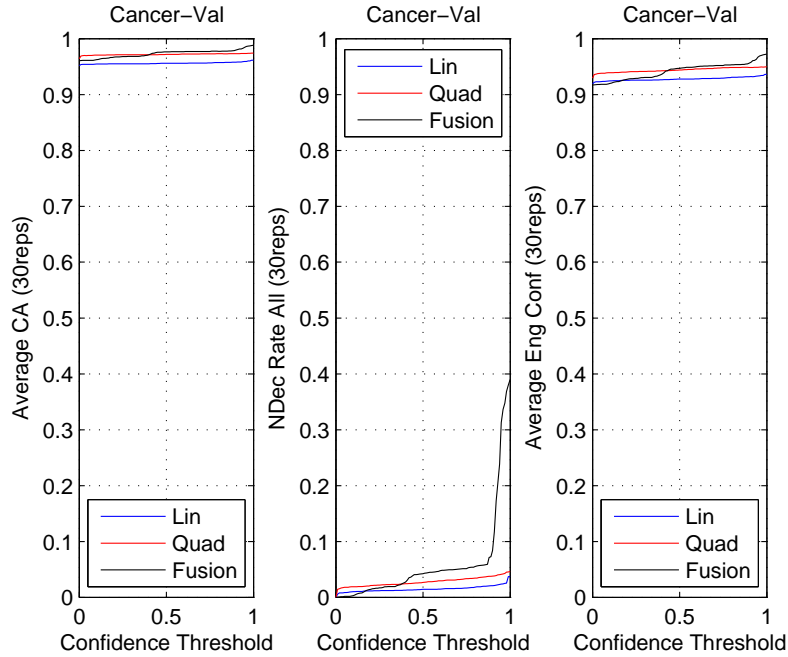 Cancer−Val
Average CA (30reps)
1
0.9
0.8
0.7
0.6
0.5
0.4
0.3
0.2
0.1
0
Lin
Quad
Fusion
0
0.5
1
Confidence Threshold
Cancer−Val
NDec Rate All (30reps)
1
0.9
0.8
0.7
0.6
0.5
0.4
0.3
0.2
0.1
0
Lin
Quad
Fusion
0
0.5
1
Confidence Threshold
Cancer−Val
Average Eng Conf (30reps)
1
0.9
0.8
0.7
0.6
0.5
0.4
0.3
0.2
0.1
0
Lin
Quad
Fusion
0
0.5
1
Confidence Threshold